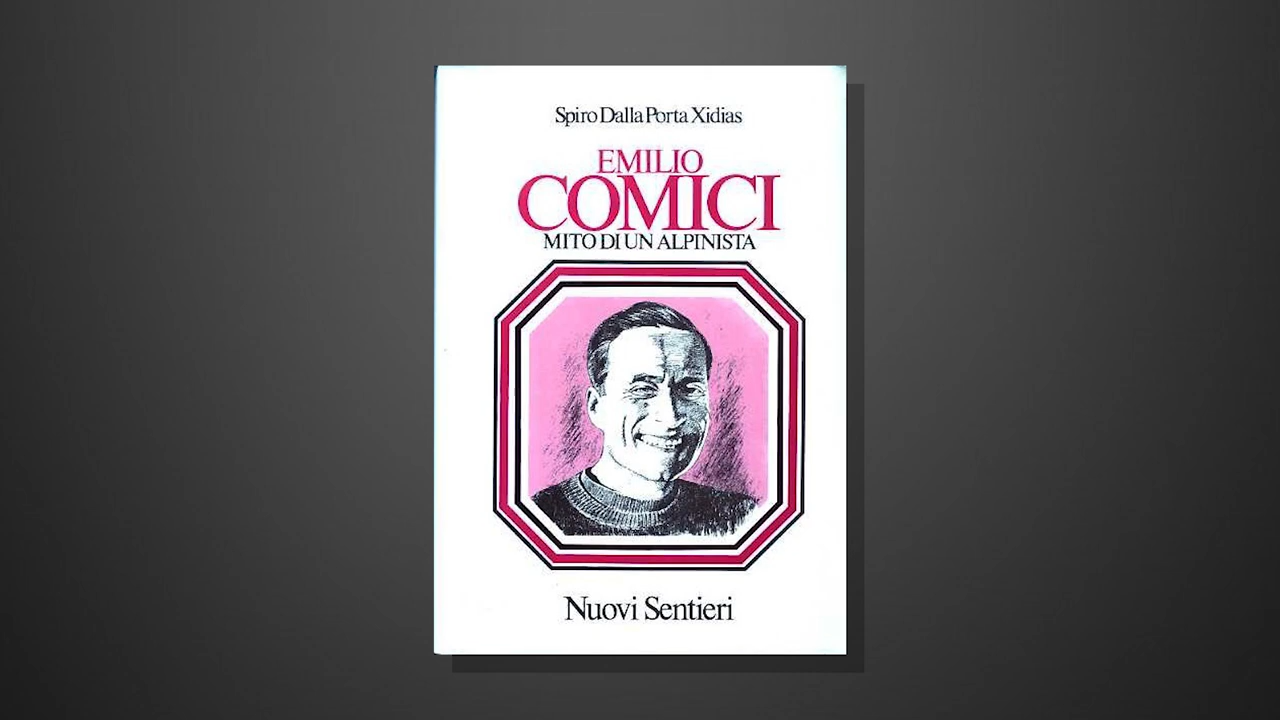 Spiro Dalla Porta Xidias
EMILIO
COMICI
MITO DI UN ALPINISTA
Nuovi Sentieri